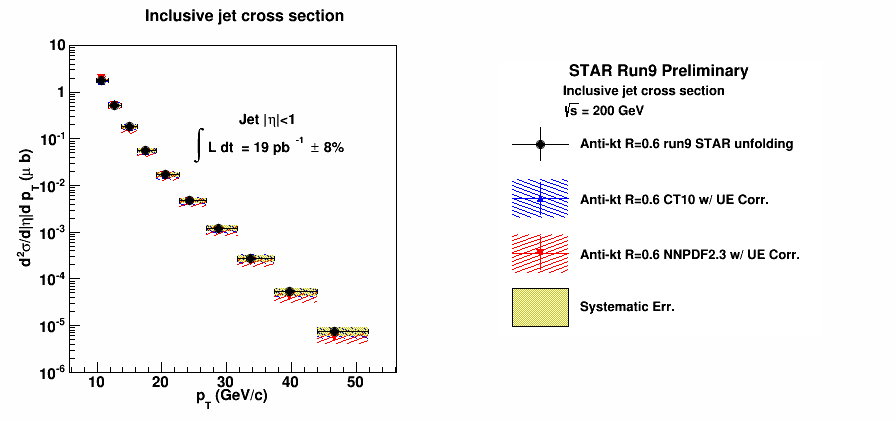 Inclusive jet cross section
10
1
10-1
10-2
10-3
10-4
10-5
10-6
d2σ/d|η|d pT(μ b)
Jet |η|<1
∫ L dt = 19 pb-1 ± 8%
10 20 30 40 50
pT (GeV/c)
STAR Run9 Preliminary
Inclusive jet cross section
√s = 200 GeV
Anti-kt R=0.6 run9 STAR unfolding
Anti-kt R=0.6 CT10 w/ UE Corr.
Anti-kt R=0.6 NNPDF2.3 w/ UE Corr.
Systematic Err.